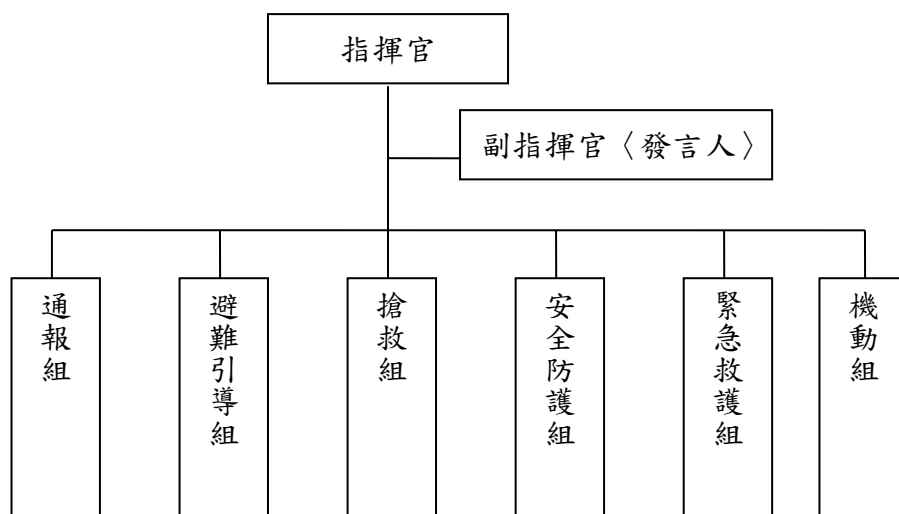 指揮官
副指揮官〈發言人〉
通報組
避難引導組
搶救組
安全防護組
緊急救護組
機動組